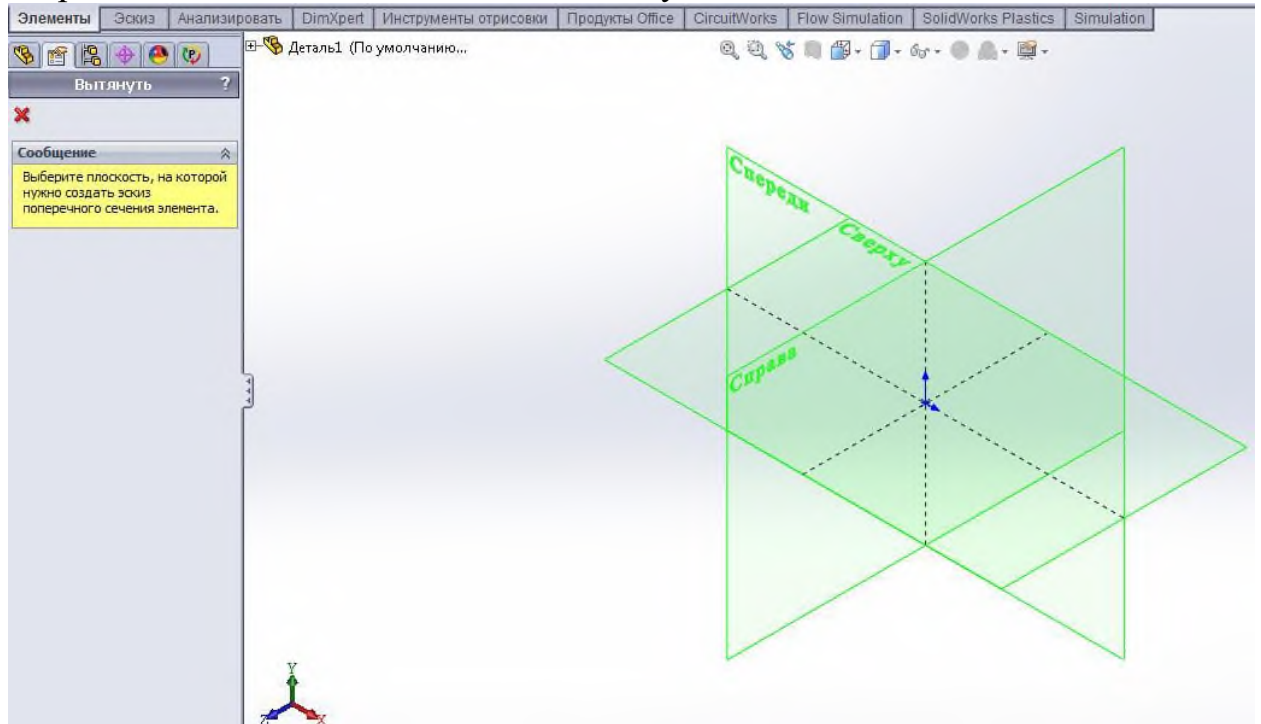 Элементы Эскиз Анализировать DimXpert Инструменты отрисовки Продукты Office CircuitWorks Flow Simulation SolidWorks Plastics Simulation
Деталь1 (По умолчанию...
Вытянуть ?
Сообщение
Выберите плоскость, на которой
нужно создать эскиз
поперечного сечения элемента.
Спереди
Сверху
Справа
Y
Z
X